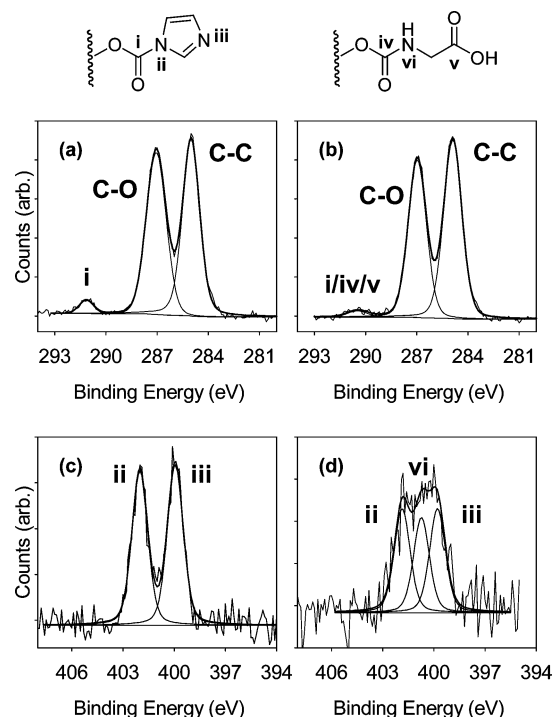 O i N N iii
O ii
O iv H N O
O vi v OH
(a) C-O C-C i
(b) C-O C-C i/iv/v
Counts (arb.)
293 290 287 284 281
293 290 287 284 281
Binding Energy (eV)
Binding Energy (eV)
(c) ii iii
(d) ii vi iii
Counts (arb.)
406 403 400 397 394
406 403 400 397 394
Binding Energy (eV)
Binding Energy (eV)